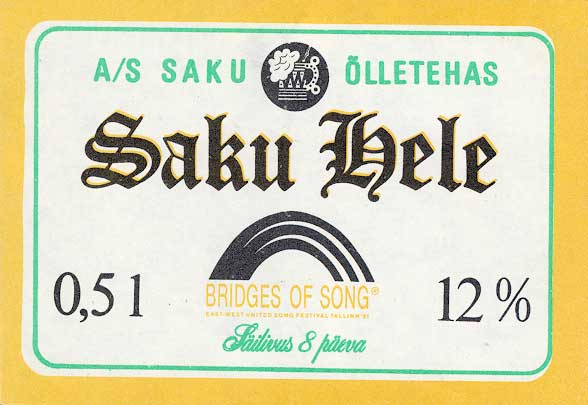 A/S SAKU ÕLLETEHAS
Saku Hele
0,5 l
BRIDGES OF SONG®
EAST-WEST UNITED SONG FESTIVAL TALLINN '91
12 %
Säilivus 8 päeva